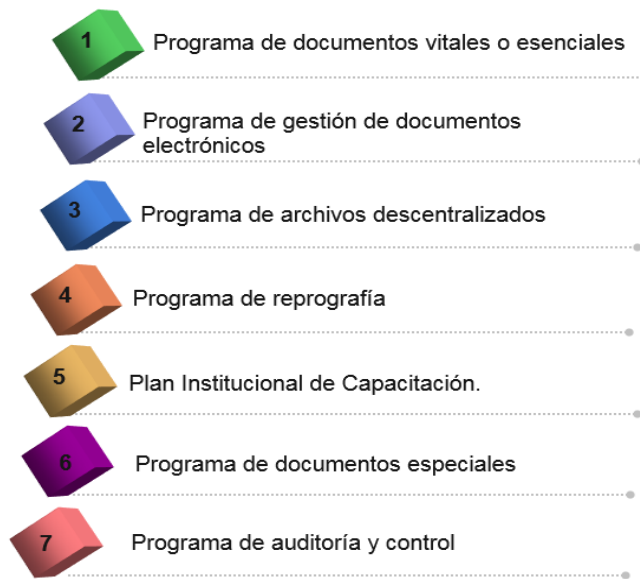 1 Programa de documentos vitales o esenciales
2 Programa de gestión de documentos
electrónicos
3 Programa de archivos descentralizados
4 Programa de reprografía
5 Plan Institucional de Capacitación.
6 Programa de documentos especiales
7 Programa de auditoría y control